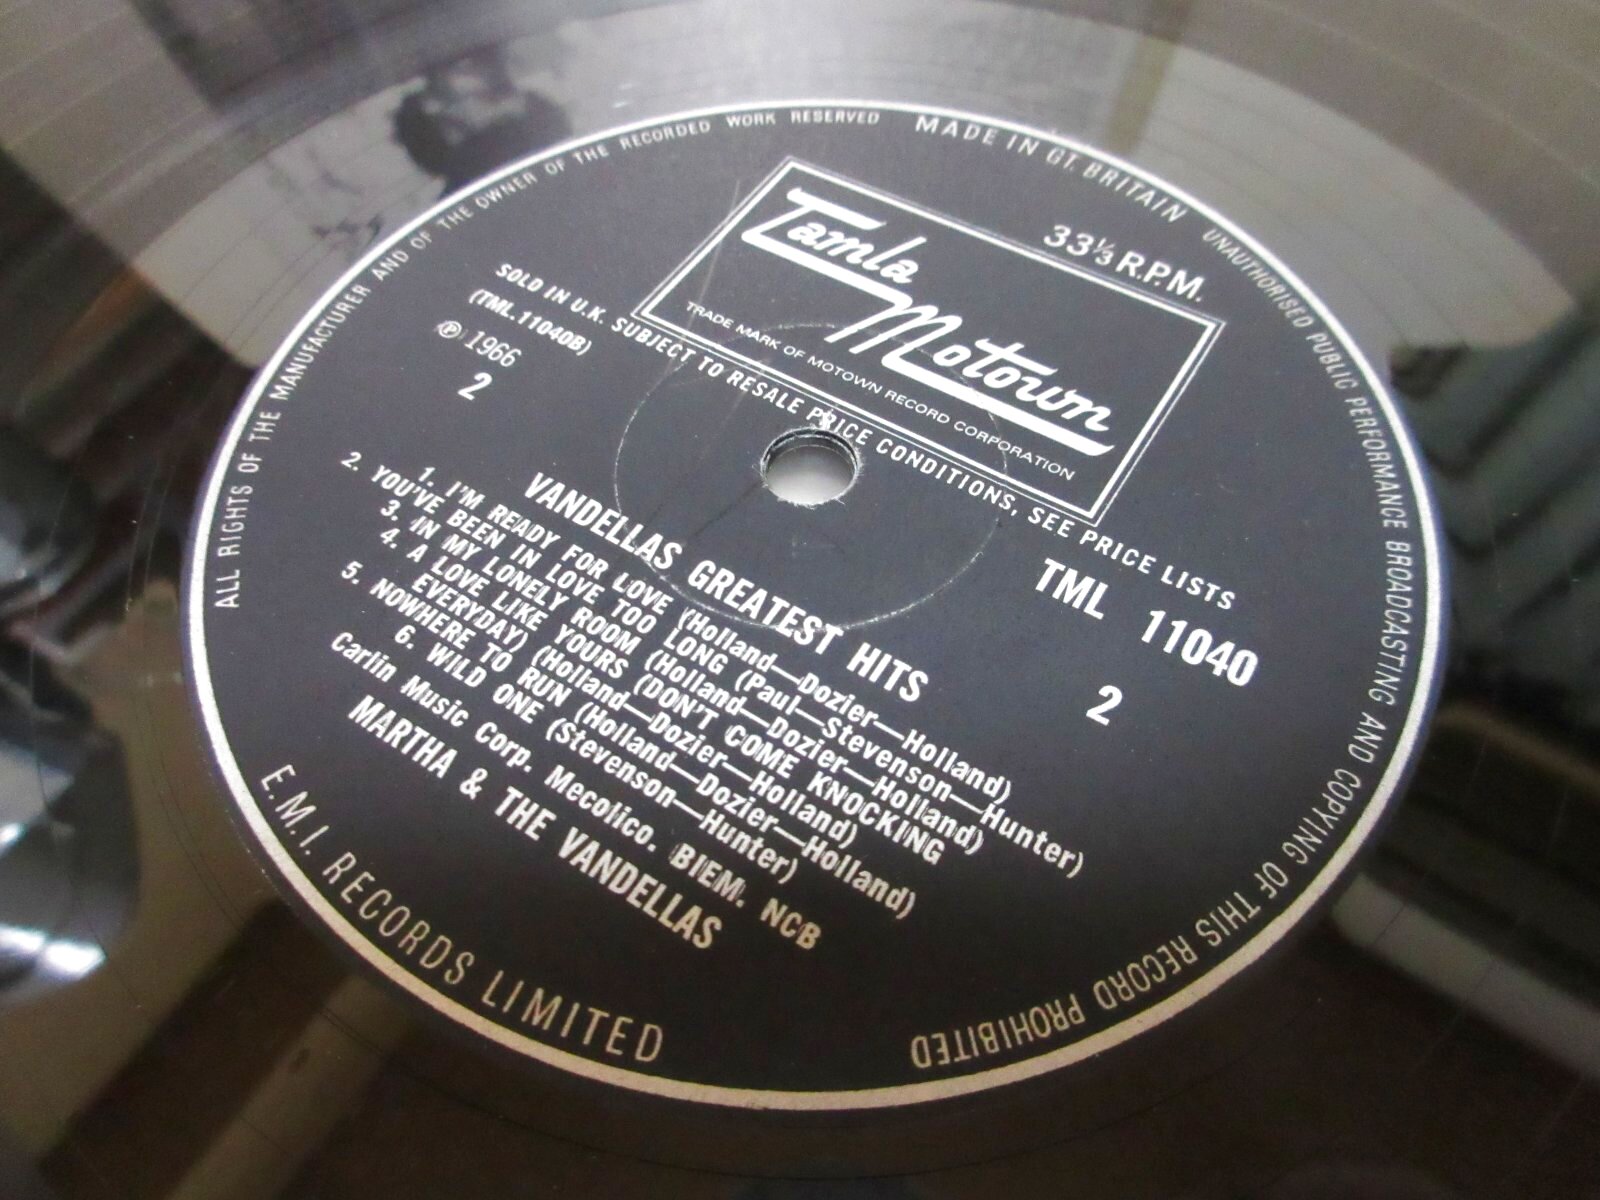 ALL RIGHTS OF THE MANUFACTURER AND OF THE OWNER OF THE RECORDED WORK RESERVED
MADE IN GT. BRITAIN
UNAUTHORISED PUBLIC PERFORMANCE BROADCASTING AND COPYING OF THIS RECORD PROHIBITED
33⅓ R.P.M.
Tamla
Motown
TRADE MARK OF MOTOWN RECORD CORPORATION
SOLD IN U.K. SUBJECT TO RESALE PRICE CONDITIONS, SEE PRICE LISTS
(TML.11040B)
℗ 1966
2
TML 11040
2
VANDELLAS GREATEST HITS
1. I'M READY FOR LOVE (Holland—Dozier—Holland)
2. YOU'VE BEEN IN LOVE TOO LONG (Paul—Stevenson—Hunter)
3. IN MY LONELY ROOM (Holland—Dozier—Holland)
4. A LOVE LIKE YOURS (DON'T COME KNOCKING
EVERYDAY) (Holland—Dozier—Holland)
5. NOWHERE TO RUN (Holland—Dozier—Holland)
6. WILD ONE (Stevenson—Hunter)
Carlin Music Corp. Mecolico. BIEM. NCB
MARTHA & THE VANDELLAS
E.M.I. RECORDS LIMITED